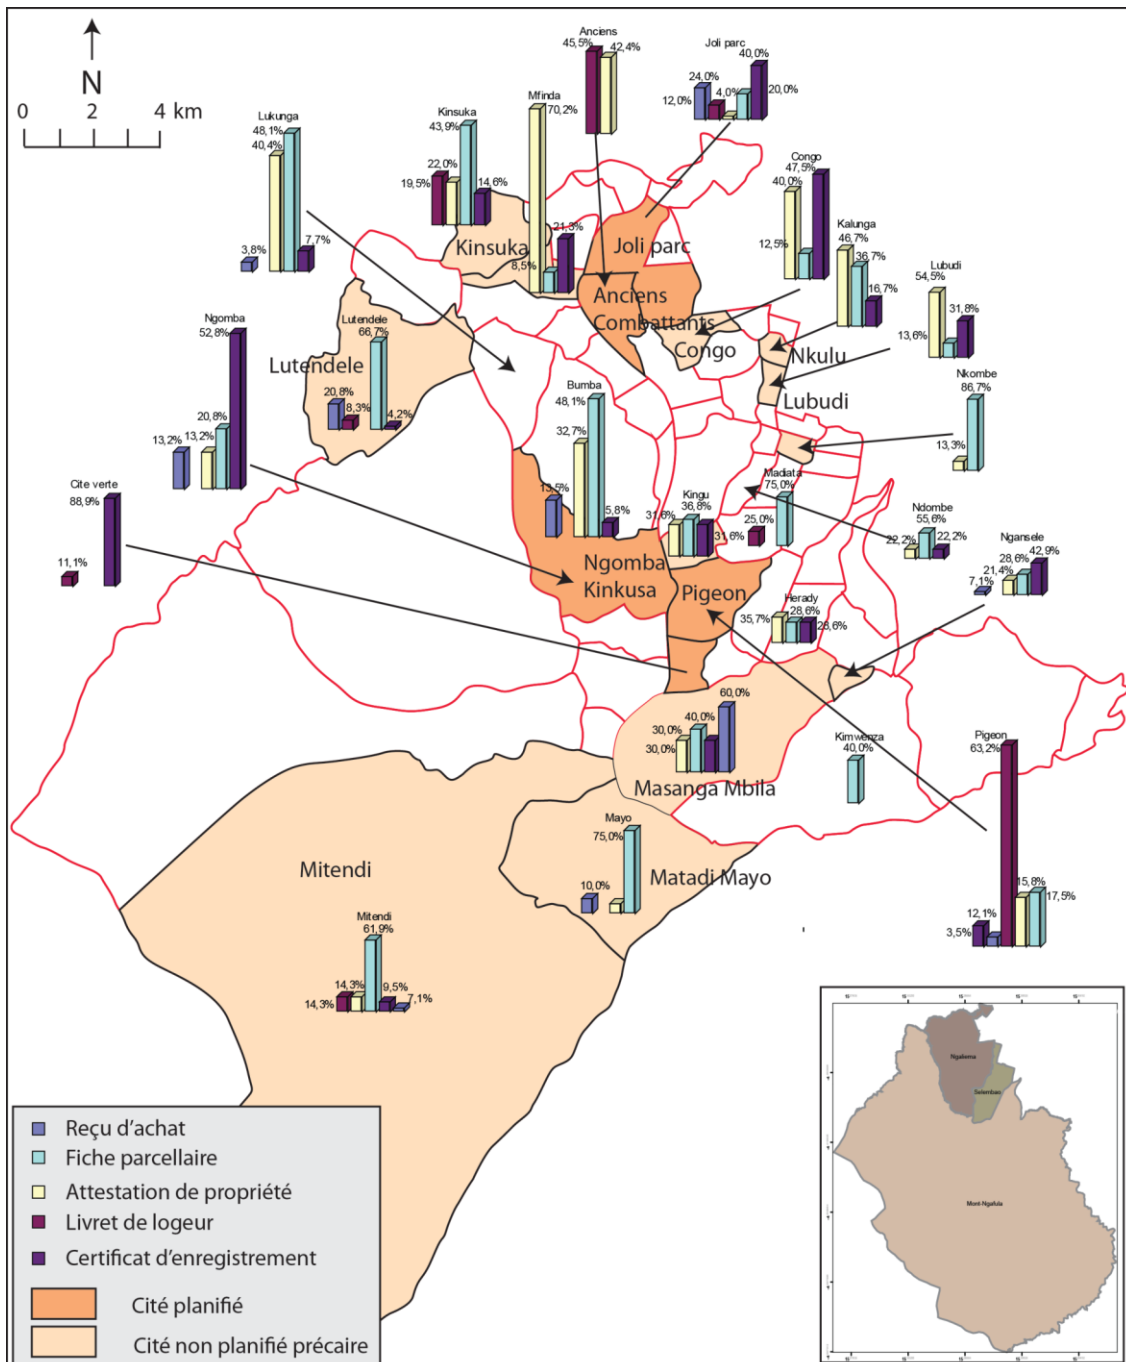 N
0 2 4 km
Anciens
45,5%
42,4%
Joli parc
40,0%
24,0%
12,0%
4,0%
20,0%
Mfinda
70,2%
8,5%
21,3%
Lukunga
48,1%
40,4%
3,8%
7,7%
Kinsuka
43,9%
22,0%
19,5%
14,6%
Congo
47,5%
40,0%
12,5%
Kalunga
46,7%
36,7%
16,7%
Lubudi
54,5%
31,8%
13,6%
Nkombe
86,7%
13,3%
Kinsuka
Joli parc
Anciens
Combattants
Congo
Nkulu
Lubudi
Ngomba
52,8%
20,8%
13,2%
13,2%
Lutendele
Lutendele
66,7%
20,8%
8,3%
4,2%
Bumba
48,1%
32,7%
13,5%
5,8%
Cite verte
88,9%
11,1%
Kingu
36,8%
31,6%
31,6%
Madiata
75,0%
25,0%
Ndombe
55,6%
22,2%
22,2%
Ngansele
42,9%
28,6%
21,4%
7,1%
Ngomba
Kinkusa
Pigeon
Herady
28,6%
35,7%
28,6%
60,0%
40,0%
30,0%
30,0%
Masanga Mbila
Kimwenza
40,0%
Pigeon
63,2%
15,8%
17,5%
12,1%
3,5%
Mayo
75,0%
10,0%
Matadi Mayo
Mitendi
Mitendi
61,9%
14,3%
14,3%
9,5%
7,1%
Reçu d’achat
Fiche parcellaire
Attestation de propriété
Livret de logeur
Certificat d’enregistrement
Cité planifié
Cité non planifié précaire
Ngaliema
Selembao
Mont-Ngafula